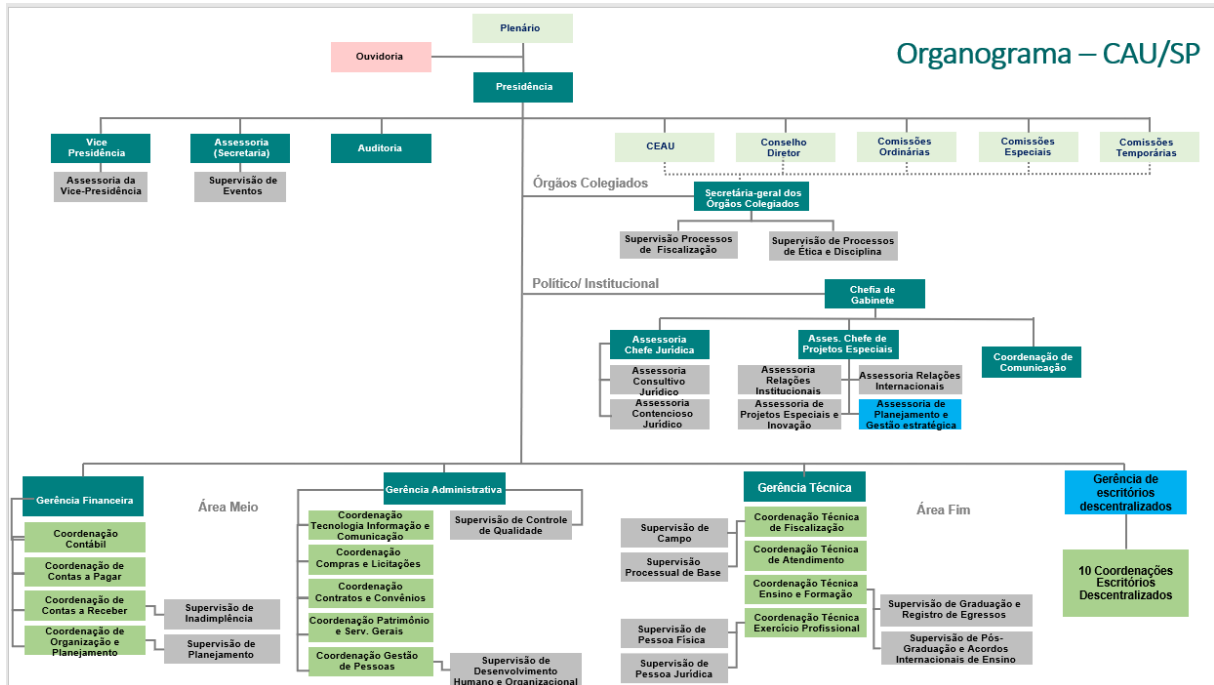 Plenário
Ouvidoria
Organograma – CAU/SP
Presidência
Vice
Presidência
Assessoria
(Secretaria)
Auditoria
CEAU
Conselho
Diretor
Comissões
Ordinárias
Comissões
Especiais
Comissões
Temporárias
Assessoria da
Vice-Presidência
Supervisão de
Eventos
Órgãos Colegiados
Secretária-geral dos
Órgãos Colegiados
Supervisão Processos
de Fiscalização
Supervisão de Processos
de Ética e Disciplina
Político/ Institucional
Chefia de
Gabinete
Assessoria
Chefe Jurídica
Asses. Chefe de
Projetos Especiais
Coordenação de
Comunicação
Assessoria
Consultivo
Jurídico
Assessoria
Contencioso
Jurídico
Assessoria
Relações
Institucionais
Assessoria Relações
Internacionais
Assessoria de
Projetos Especiais e
Inovação
Assessoria de
Planejamento e
Gestão estratégica
Gerência Financeira
Área Meio
Gerência Administrativa
Gerência Técnica
Área Fim
Gerência de
escritórios
descentralizados
Coordenação
Contábil
Coordenação de
Contas a Pagar
Coordenação de
Contas a Receber
Coordenação de
Organização e
Planejamento
Supervisão de
Inadimplência
Supervisão de
Planejamento
Coordenação
Tecnologia Informação e
Comunicação
Coordenação
Compras e Licitações
Coordenação
Contratos e Convênios
Coordenação Patrimônio
e Serv. Gerais
Coordenação Gestão
de Pessoas
Supervisão de Controle
de Qualidade
Supervisão de
Desenvolvimento
Humano e Organizacional
Supervisão de
Campo
Supervisão
Processual de Base
Coordenação Técnica
de Fiscalização
Coordenação Técnica
de Atendimento
Coordenação Técnica
Ensino e Formação
Coordenação Técnica
Exercício Profissional
Supervisão de
Pessoa Física
Supervisão de
Pessoa Jurídica
Supervisão de Graduação e
Registro de Egressos
Supervisão de Pós-
Graduação e Acordos
Internacionais de Ensino
10 Coordenações
Escritórios
Descentralizados